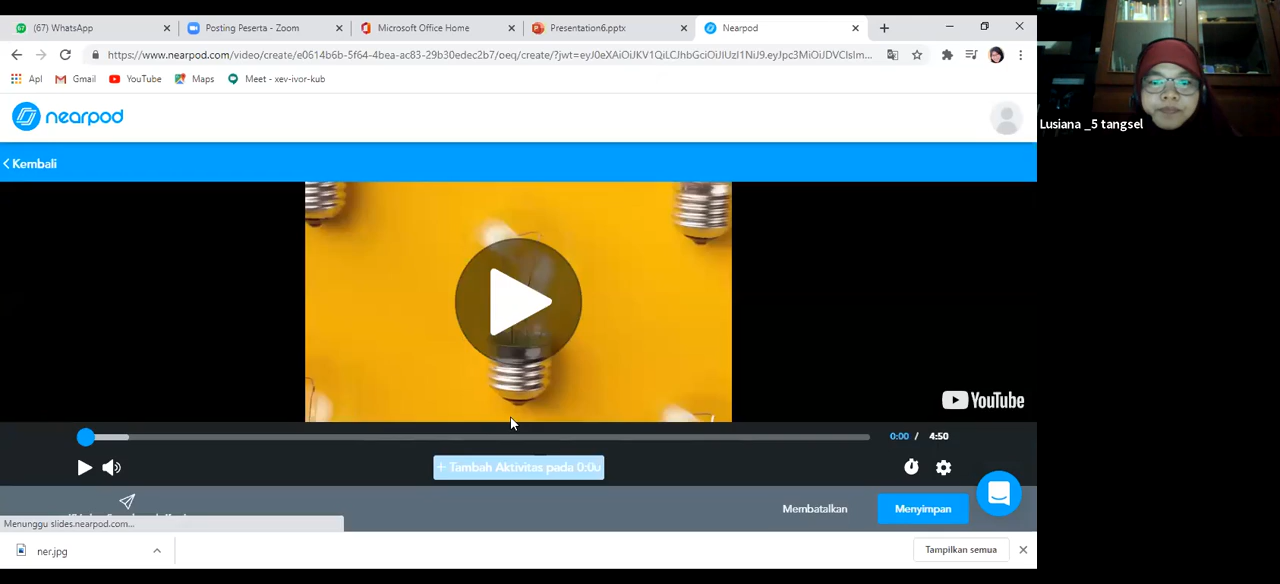 (67) WhatsApp
Posting Peserta - Zoom
Microsoft Office Home
Presentation6.pptx
Nearpod
https://www.nearpod.com/video/create/e0614b6b-5f64-4bea-ac83-29b30edec2b7/oeq/create/?jwt=eyJ0eXAiOiJKV1QiLCJhbGciOiJIUzI1NiJ9.eyJpc3MiOiJDVCIsIm...
Apl
Gmail
YouTube
Maps
Meet - xev-ivor-kub
nearpod
Lusiana _5 tangsel
Kembali
YouTube
0:00 / 4:50
+ Tambah Aktivitas pada 0:00
Membatalkan
Menyimpan
Menunggu slides.nearpod.com...
ner.jpg
Tampilkan semua